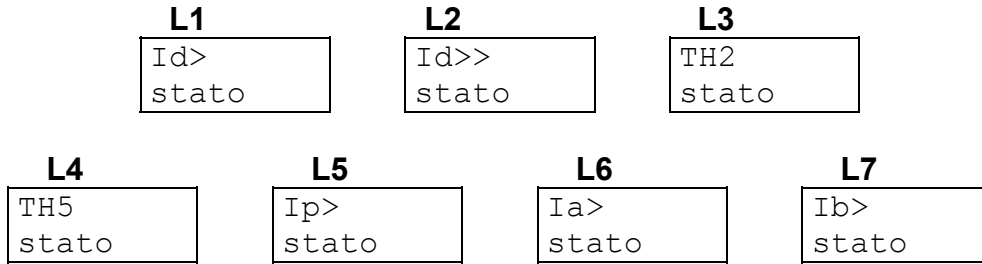 L1 L2 L3
Id> Id>> TH2
stato stato stato
L4 L5 L6 L7
TH5 Ip> Ia> Ib>
stato stato stato stato